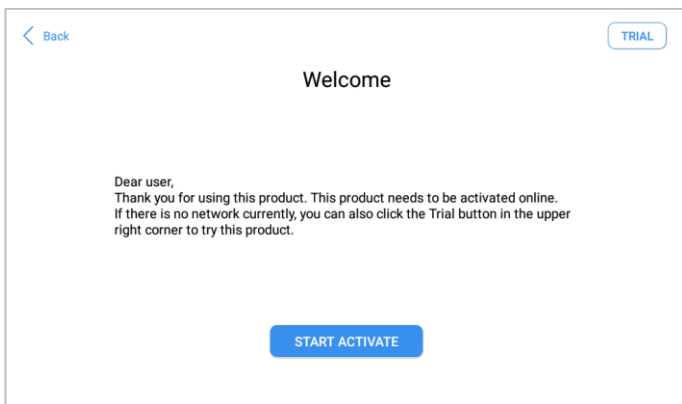 Back
TRIAL
Welcome
Dear user,
Thank you for using this product. This product needs to be activated online.
If there is no network currently, you can also click the Trial button in the upper
right corner to try this product.
START ACTIVATE